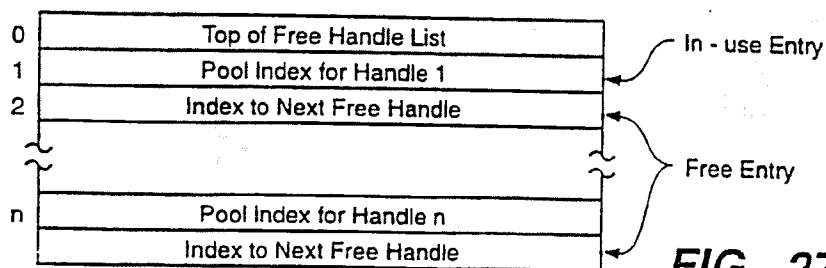 0 Top of Free Handle List
In - use Entry
1 Pool Index for Handle 1
2 Index to Next Free Handle
Free Entry
n Pool Index for Handle n
Index to Next Free Handle
FIG. 27